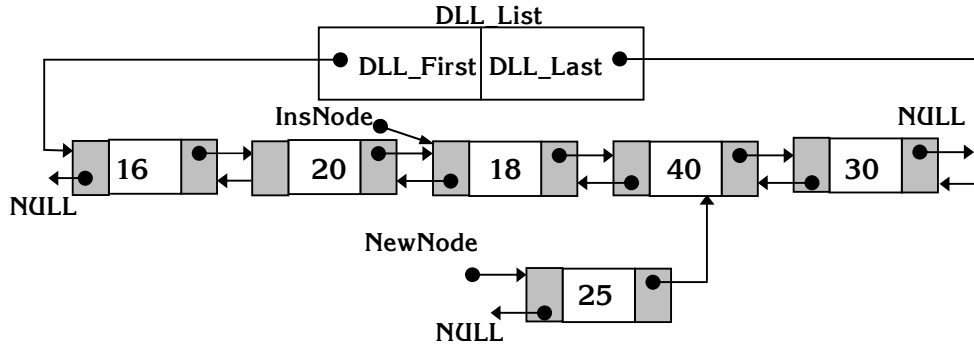 DLL_List
DLL_First DLL_Last
InsNode
NULL
16 20 18 40 30
NULL
NewNode
25
NULL